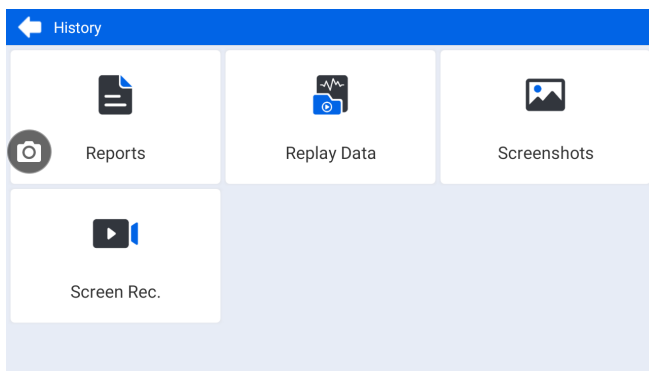 History
Reports
Replay Data
Screenshots
Screen Rec.